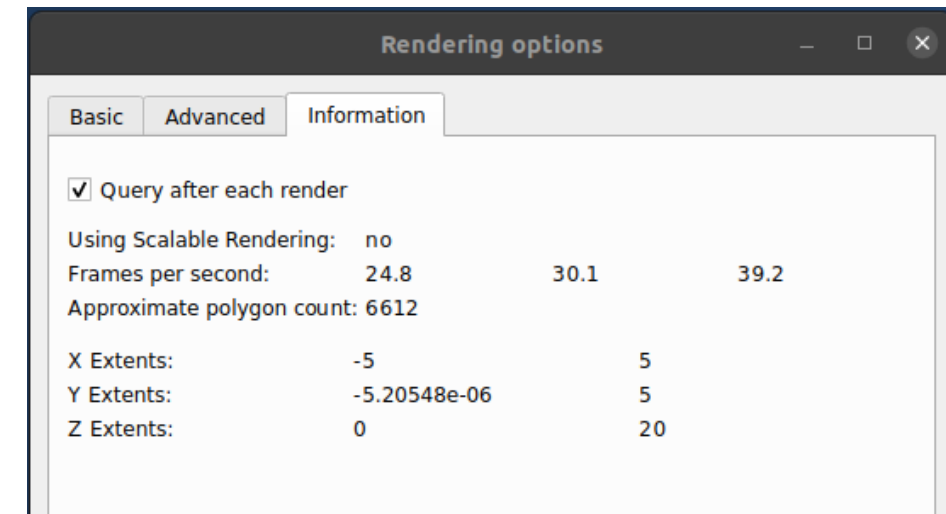 Rendering options
Basic Advanced Information
Query after each render
Using Scalable Rendering: no
Frames per second: 24.8 30.1 39.2
Approximate polygon count: 6612
X Extents: -5 5
Y Extents: -5.20548e-06 5
Z Extents: 0 20